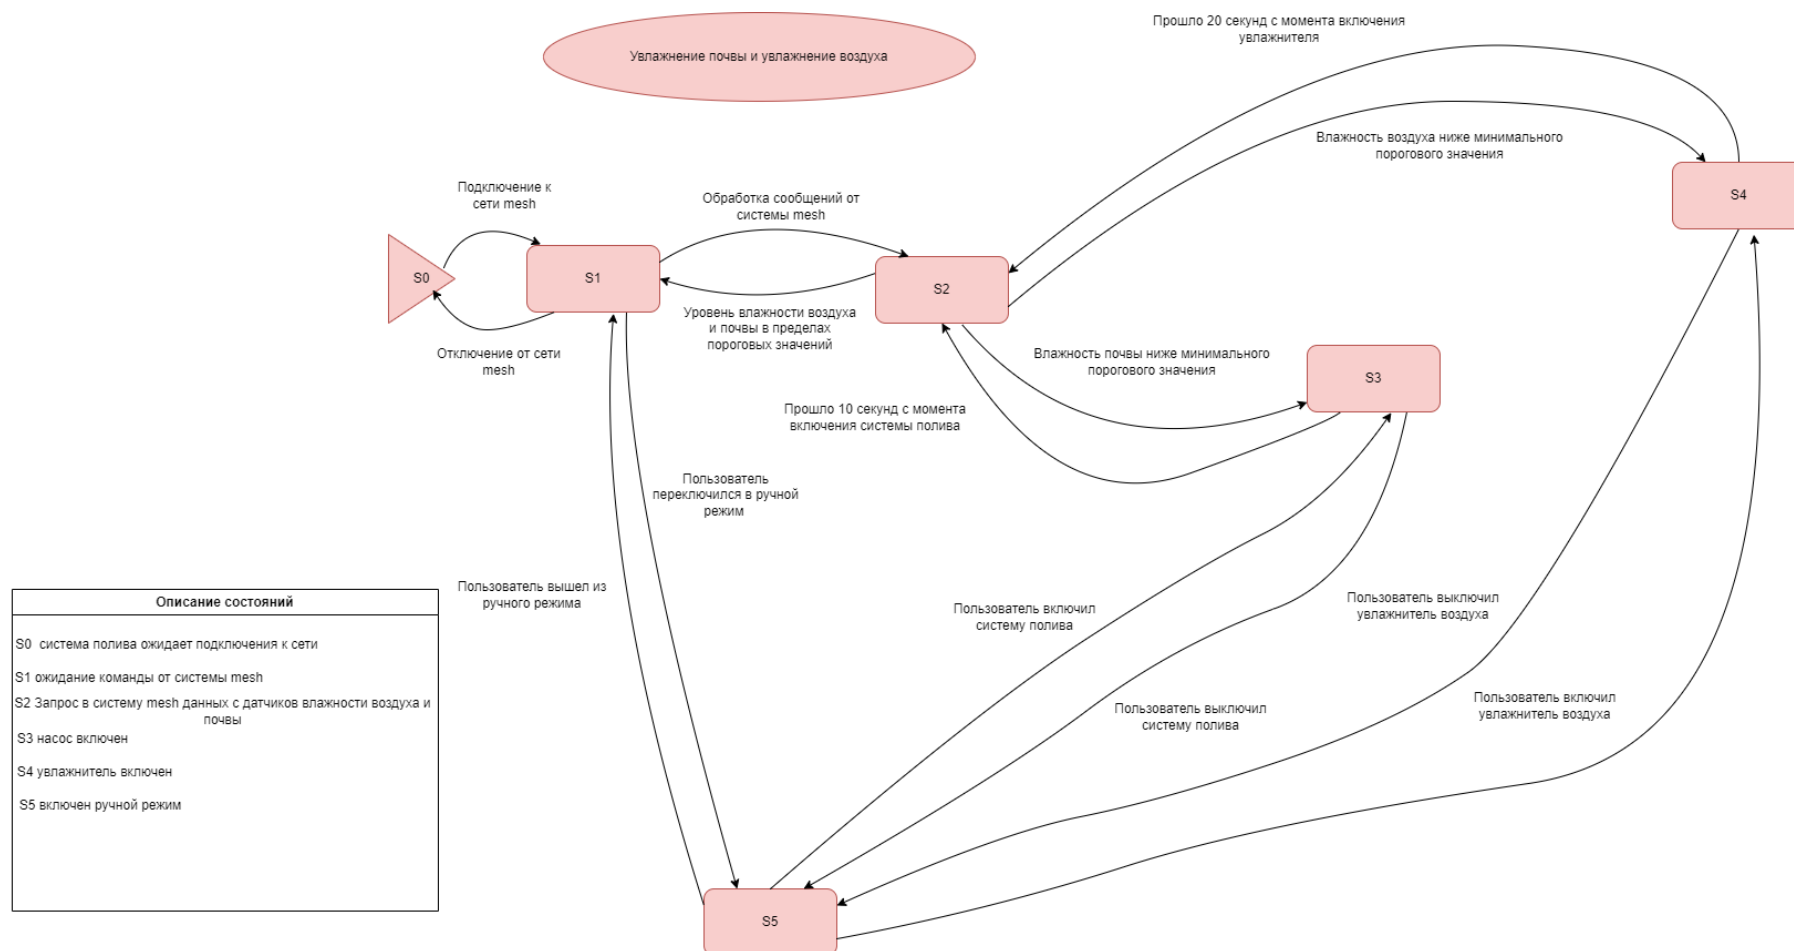 Прошло 20 секунд с момента включения
увлажнителя
Увлажнение почвы и увлажнение воздуха
Влажность воздуха ниже минимального
порогового значения
Подключение к
сети mesh
Обработка сообщений от
системы mesh
S4
S0
S1
S2
Уровень влажности воздуха
и почвы в пределах
пороговых значений
Отключение от сети
mesh
Влажность почвы ниже минимального
порогового значения
S3
Прошло 10 секунд с момента
включения системы полива
Пользователь
переключился в ручной
режим
Пользователь вышел из
ручного режима
Пользователь включил
систему полива
Пользователь выключил
увлажнитель воздуха
Пользователь выключил
систему полива
Пользователь включил
увлажнитель воздуха
S5
Описание состояний
S0 система полива ожидает подключения к сети
S1 ожидание команды от системы mesh
S2 Запрос в систему mesh данных с датчиков влажности воздуха и
почвы
S3 насос включен
S4 увлажнитель включен
S5 включен ручной режим